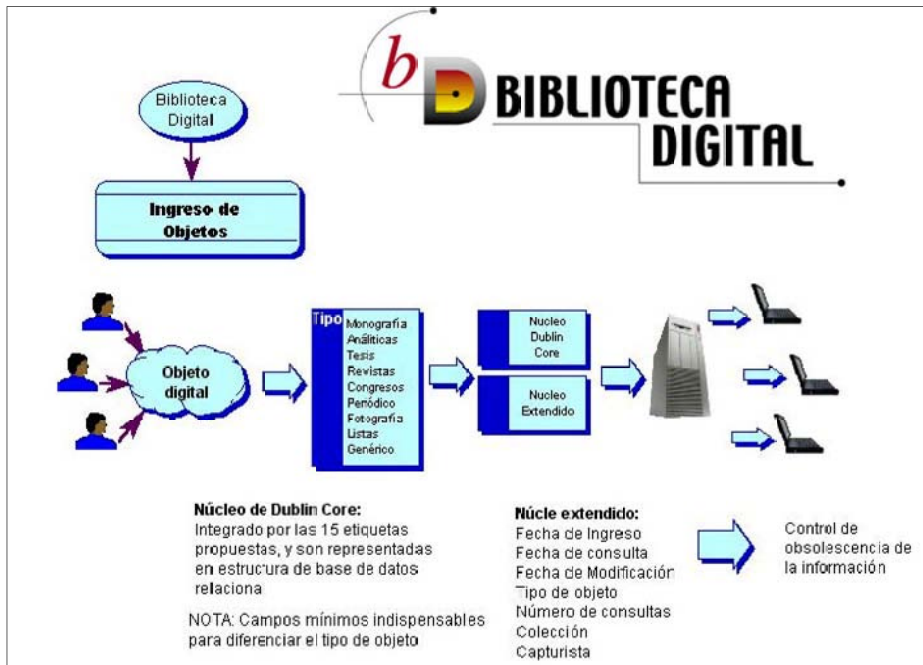 b
D BIBLIOTECA
DIGITAL
Biblioteca
Digital
Ingreso de
Objetos
Objeto
digital
Tipo
Monografía
Análiticas
Tesis
Revistas
Congresos
Periódico
Fotografía
Listas
Genérico
Nucleo
Dublin
Core
Nucleo
Extendido
Núcleo de Dublin Core:
Integrado por las 15 etiquetas
propuestas, y son representadas
en estructura de base de datos
relaciona
NOTA: Campos mínimos indispensables
para diferenciar el tipo de objeto
Núcle extendido:
Fecha de Ingreso
Fecha de consulta
Fecha de Modificación
Tipo de objeto
Número de consultas
Colección
Capturista
Control de
obsolescencia de
la información